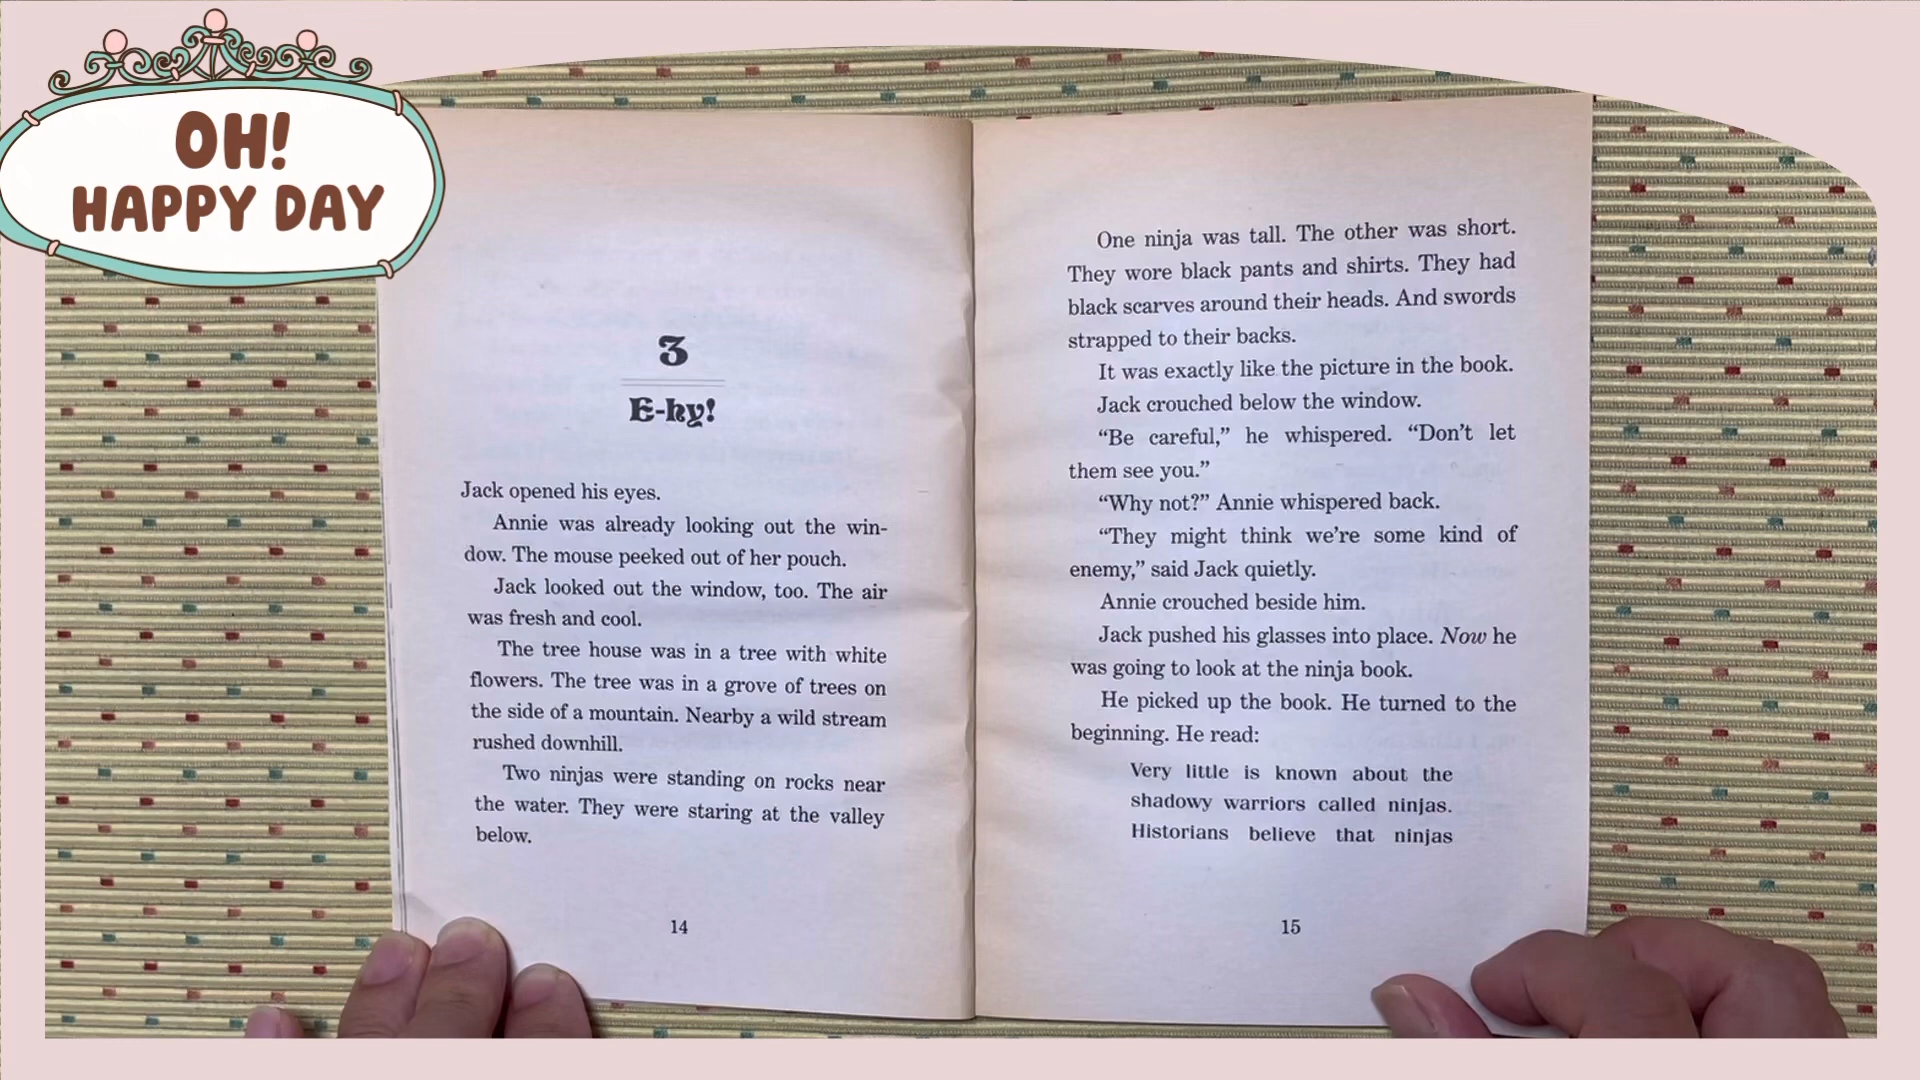 OH!
HAPPY DAY
3
E-hy!
Jack opened his eyes.
Annie was already looking out the win-
dow. The mouse peeked out of her pouch.
Jack looked out the window, too. The air
was fresh and cool.
The tree house was in a tree with white
flowers. The tree was in a grove of trees on
the side of a mountain. Nearby a wild stream
rushed downhill.
Two ninjas were standing on rocks near
the water. They were staring at the valley
below.
14
One ninja was tall. The other was short.
They wore black pants and shirts. They had
black scarves around their heads. And swords
strapped to their backs.
It was exactly like the picture in the book.
Jack crouched below the window.
“Be careful,” he whispered. “Don’t let
them see you.”
“Why not?” Annie whispered back.
“They might think we’re some kind of
enemy,” said Jack quietly.
Annie crouched beside him.
Jack pushed his glasses into place. Now he
was going to look at the ninja book.
He picked up the book. He turned to the
beginning. He read:
Very little is known about the
shadowy warriors called ninjas.
Historians believe that ninjas
15